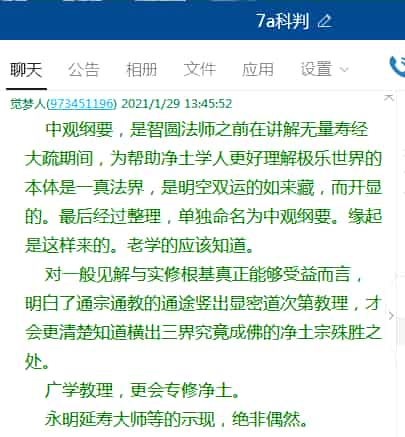 7a科判
聊天 公告 相册 文件 应用 设置
觉梦人(973451196) 2021/1/29 13:45:52
中观纲要，是智圆法师之前在讲解无量寿经
大疏期间，为帮助净土学人更好理解极乐世界的
本体是一真法界，是明空双运的如来藏，而开显
的。最后经过整理，单独命名为中观纲要。缘起
是这样来的。老学的应该知道。
对一般见解与实修根基真正能够受益而言，
明白了通宗通教的通途竖出显密道次第教理，才
会更清楚知道横出三界究竟成佛的净土宗殊胜之
处。
广学教理，更会专修净土。
永明延寿大师等的示现，绝非偶然。